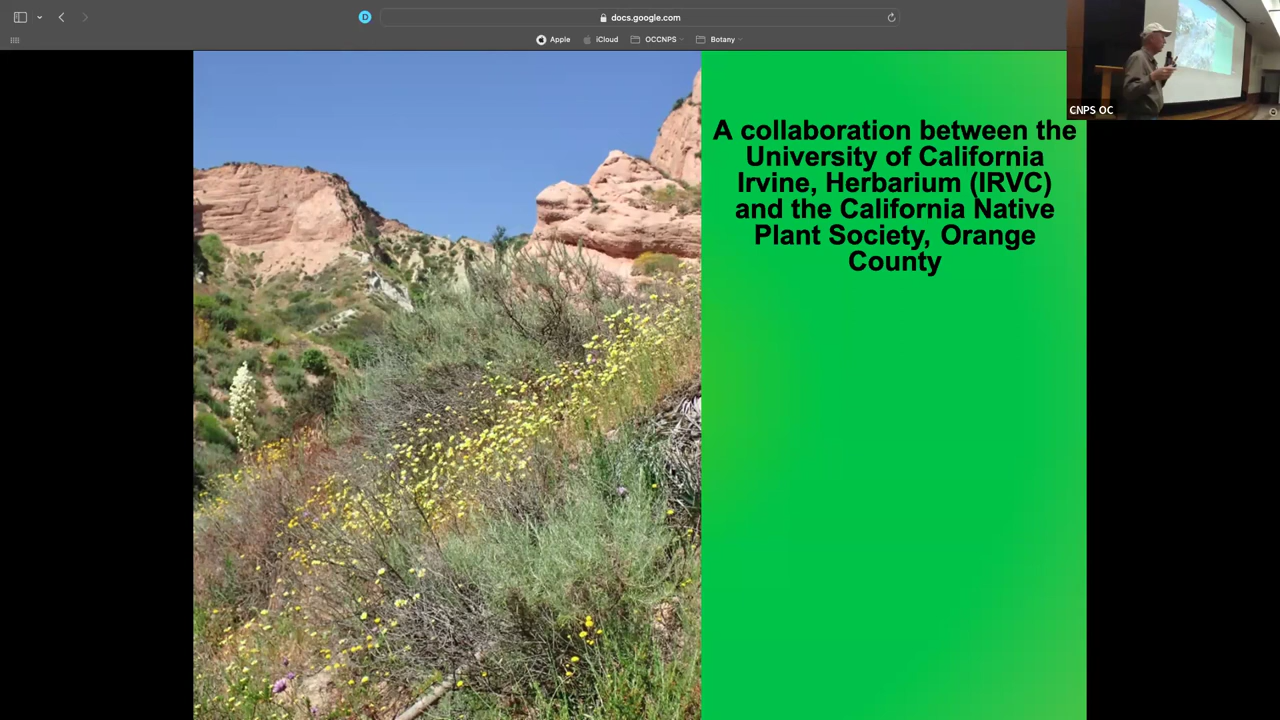 docs.google.com
Apple
iCloud
OCCNPS
Botany
CNPS OC
A collaboration between the
University of California
Irvine, Herbarium (IRVC)
and the California Native
Plant Society, Orange
County